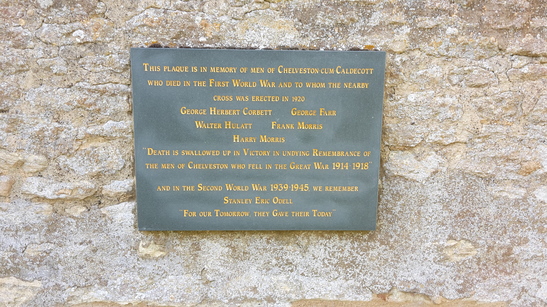 This plaque is in memory of men of Chelveston-cum-Caldecott
who died in the First World War and to whom the nearby
cross was erected in 1920
George Herbert Corbett George Farr
Walter Hulatt Frank Morris
Harry Morris
"Death is swallowed up in Victory in undying Remembrance of
the men of Chelveston who fell in the Great War 1914-1918"
and in the Second World War 1939-1945, we remember
Stanley Eric Odell
"For our Tomorrow, they Gave their Today"